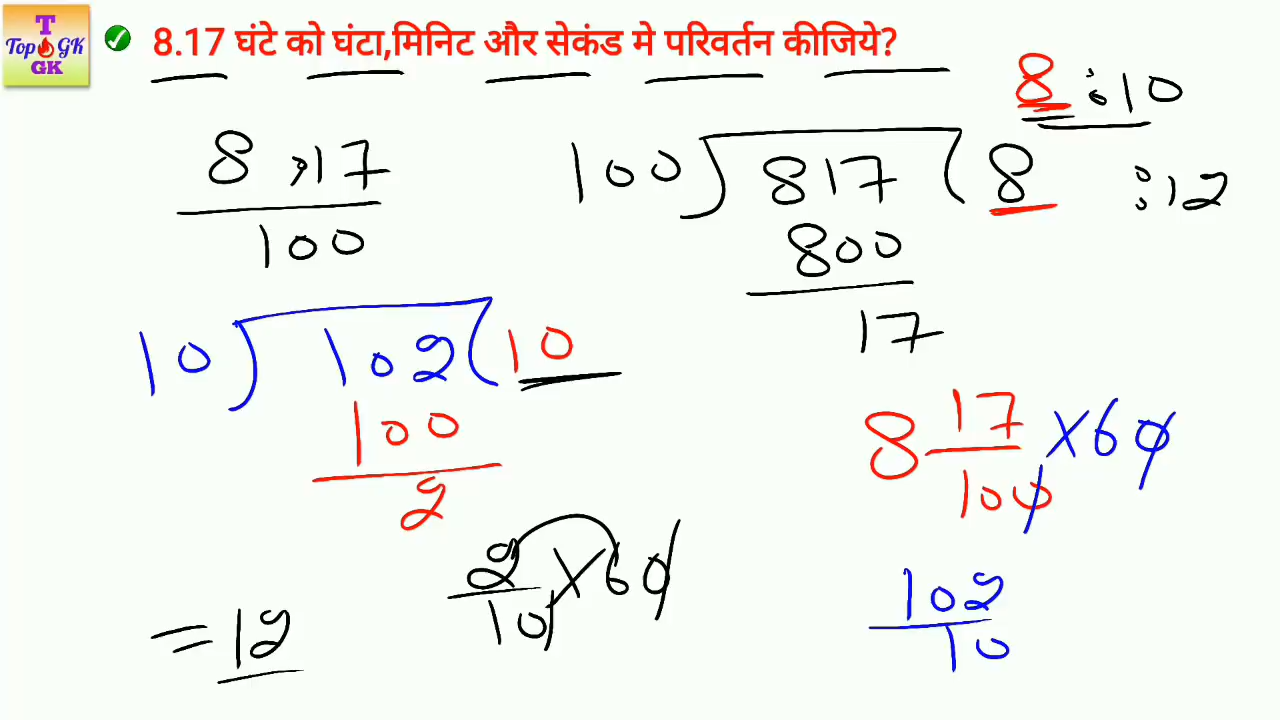 T
Top GK
GK
8.17 घंटे को घंटा,मिनिट और सेकंड मे परिवर्तन कीजिये?
8 :10 :12
8,17
100
100) 817 (8
800
17
10) 102 (10
100
2
8 17/100 ×60
102/10
2/10 ×60
=12